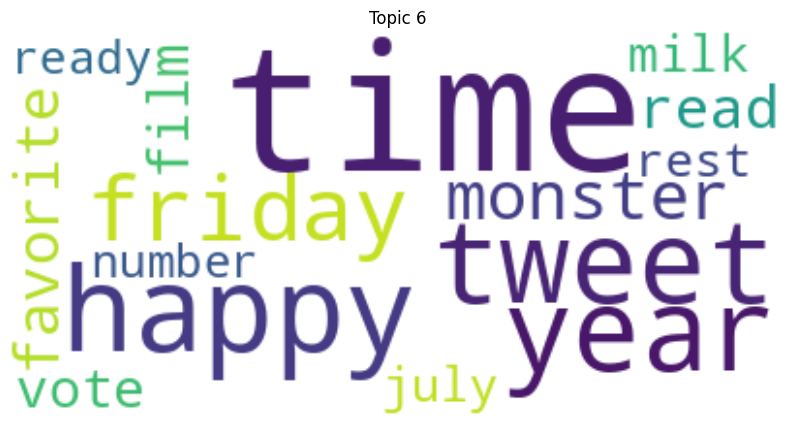 Topic 6
ready
film
time
milk
read
rest
favorite
friday
monster
number
tweet
happy
year
vote
july